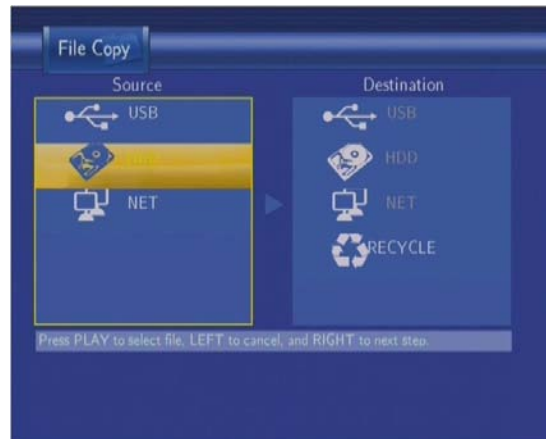 File Copy
Source
Destination
USB
USB
HDD
HDD
NET
NET
RECYCLE
Press PLAY to select file, LEFT to cancel, and RIGHT to next step.